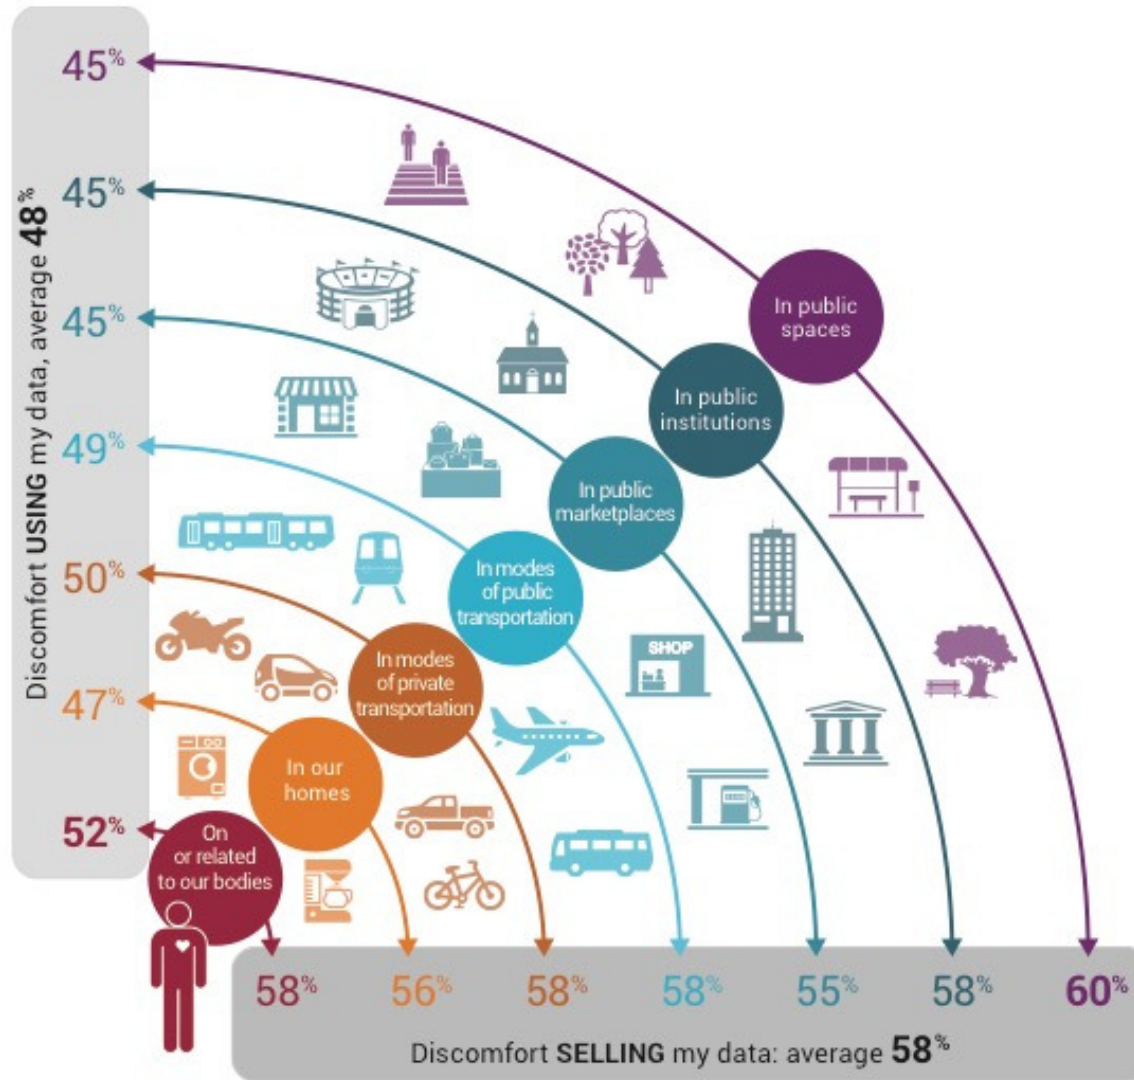 45%
45%
45%
49%
50%
47%
52%
Discomfort USING my data, average 48%
In public
spaces
In public
institutions
In public
marketplaces
In modes
of public
transportation
In modes
of private
transportation
In our
homes
On
or related
to our bodies
SHOP
58%
56%
58%
58%
55%
58%
60%
Discomfort SELLING my data: average 58%